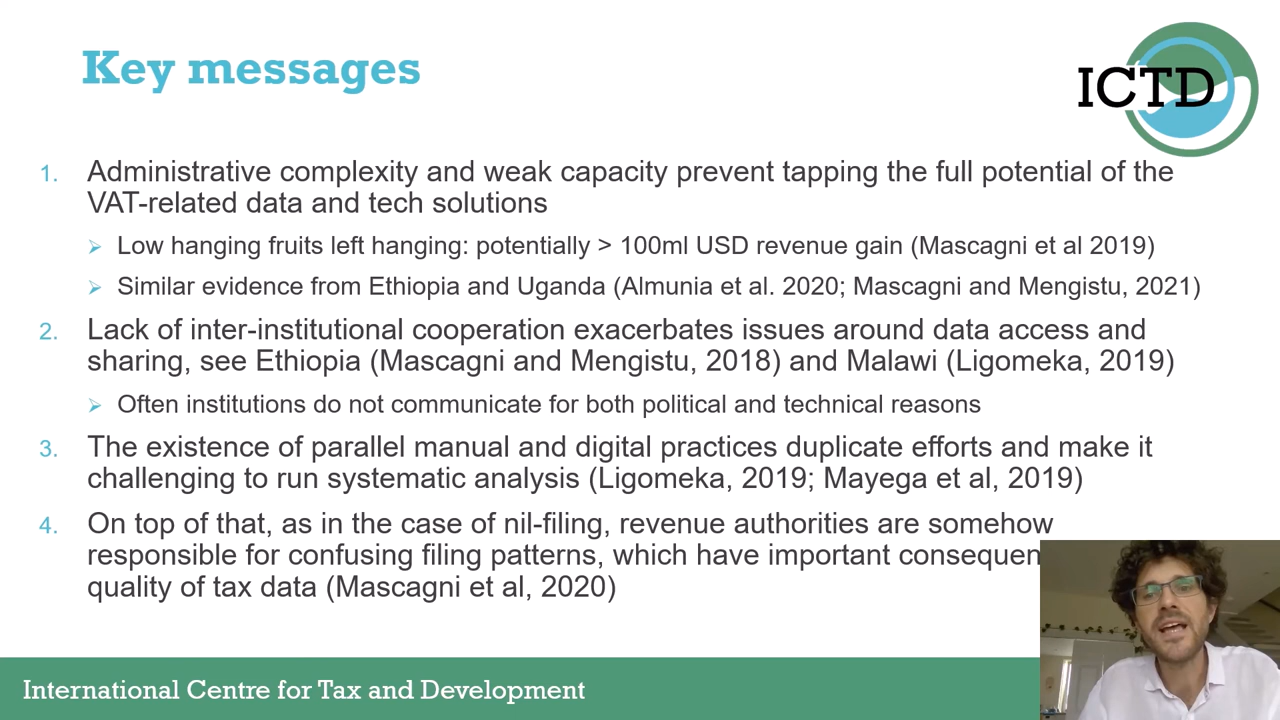 Key messages
ICTD
1. Administrative complexity and weak capacity prevent tapping the full potential of the
VAT-related data and tech solutions
Low hanging fruits left hanging: potentially > 100ml USD revenue gain (Mascagni et al 2019)
Similar evidence from Ethiopia and Uganda (Almunia et al. 2020; Mascagni and Mengistu, 2021)
2. Lack of inter-institutional cooperation exacerbates issues around data access and
sharing, see Ethiopia (Mascagni and Mengistu, 2018) and Malawi (Ligomeka, 2019)
Often institutions do not communicate for both political and technical reasons
3. The existence of parallel manual and digital practices duplicate efforts and make it
challenging to run systematic analysis (Ligomeka, 2019; Mayega et al, 2019)
4. On top of that, as in the case of nil-filing, revenue authorities are somehow
responsible for confusing filing patterns, which have important
quality of tax data (Mascagni et al, 2020)
International Centre for Tax and Development